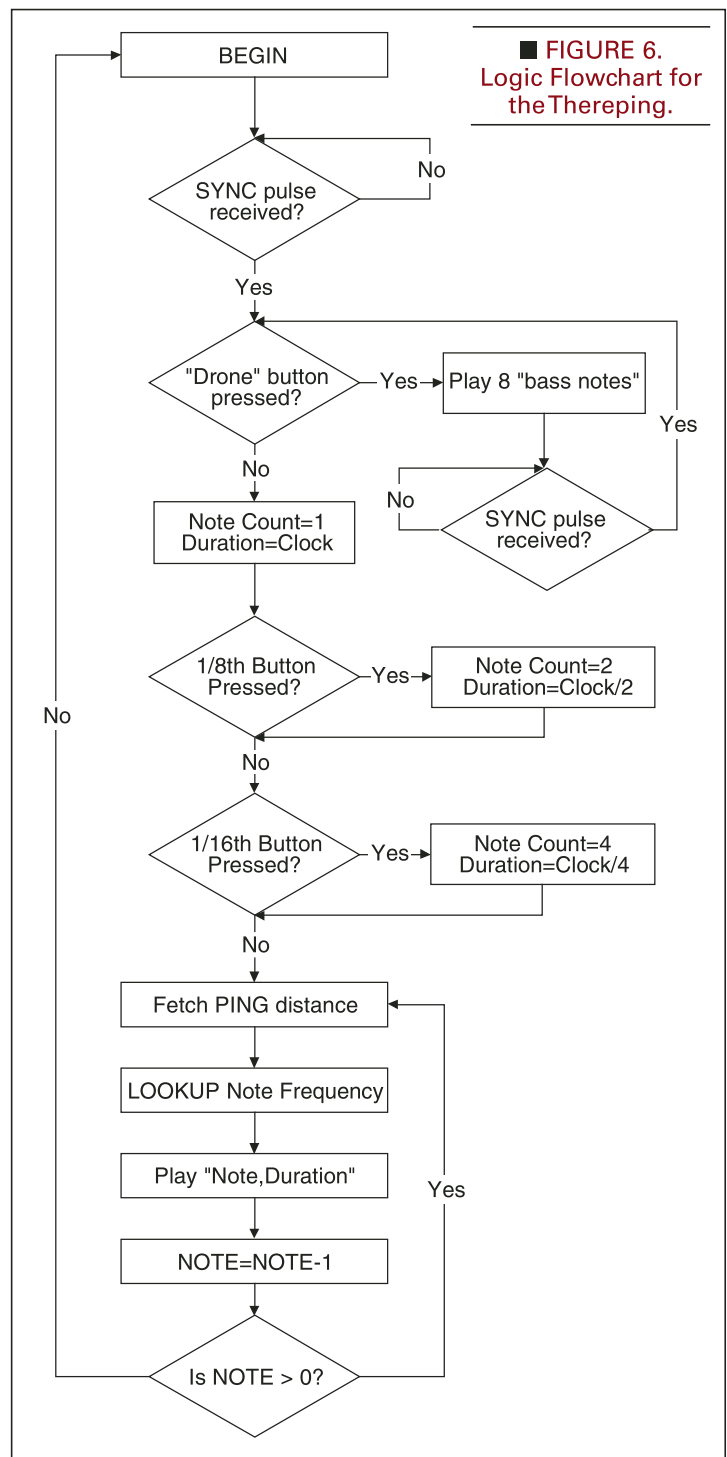 ■ FIGURE 6.
Logic Flowchart for
the Thereping.
BEGIN
No
SYNC pulse
received?
Yes
"Drone" button
pressed?
Yes
Play 8 "bass notes"
Yes
No
No
SYNC pulse
received?
Note Count=1
Duration=Clock
1/8th Button
Pressed?
Yes
Note Count=2
Duration=Clock/2
No
No
1/16th Button
Pressed?
Yes
Note Count=4
Duration=Clock/4
No
Fetch PING distance
LOOKUP Note Frequency
Play "Note,Duration"
Yes
NOTE=NOTE-1
Is NOTE > 0?